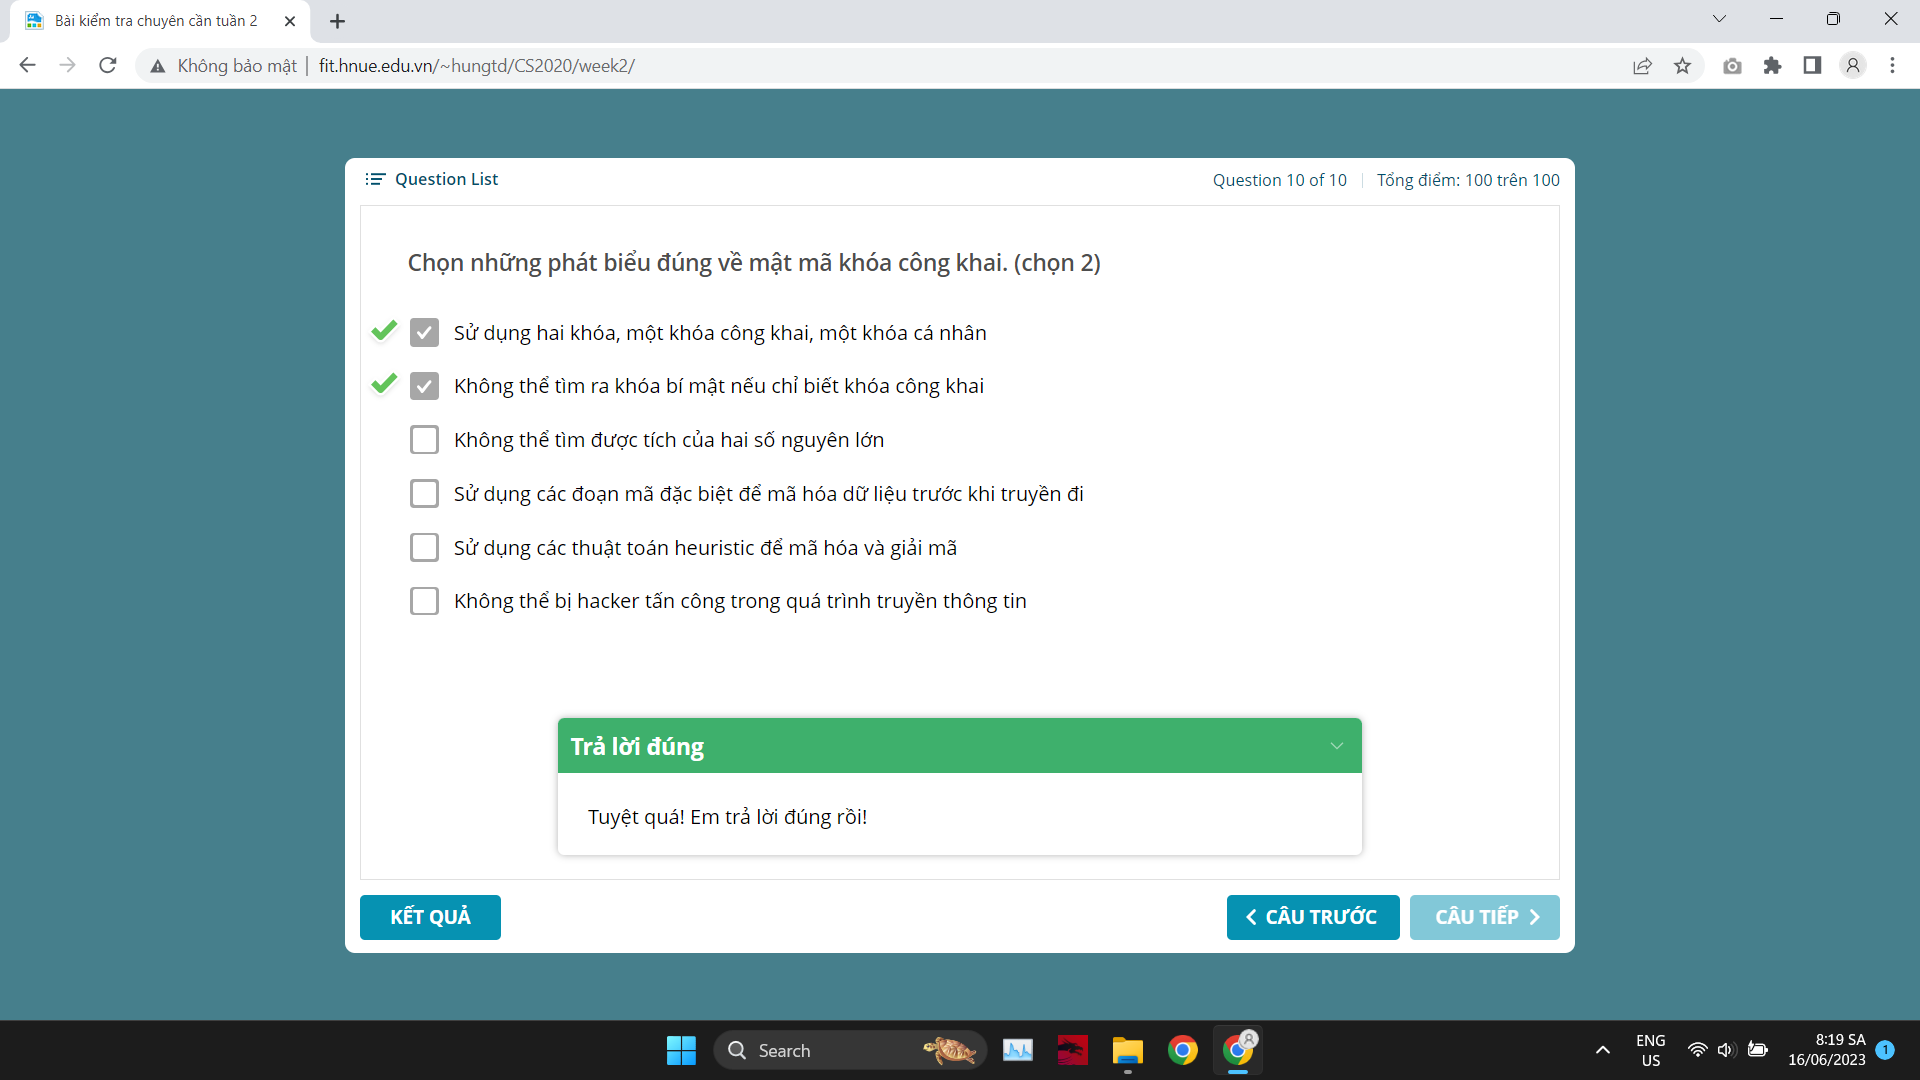 Bài kiểm tra chuyên cần tuần 2
Không bảo mật | fit.hnue.edu.vn/~hungtd/CS2020/week2/
Question List
Question 10 of 10 | Tổng điểm: 100 trên 100
Chọn những phát biểu đúng về mật mã khóa công khai. (chọn 2)
Sử dụng hai khóa, một khóa công khai, một khóa cá nhân
Không thể tìm ra khóa bí mật nếu chỉ biết khóa công khai
Không thể tìm được tích của hai số nguyên lớn
Sử dụng các đoạn mã đặc biệt để mã hóa dữ liệu trước khi truyền đi
Sử dụng các thuật toán heuristic để mã hóa và giải mã
Không thể bị hacker tấn công trong quá trình truyền thông tin
Trả lời đúng
Tuyệt quá! Em trả lời đúng rồi!
KẾT QUẢ
CÂU TRƯỚC
CÂU TIẾP
Search
ENG
US
8:19 SA
16/06/2023
1